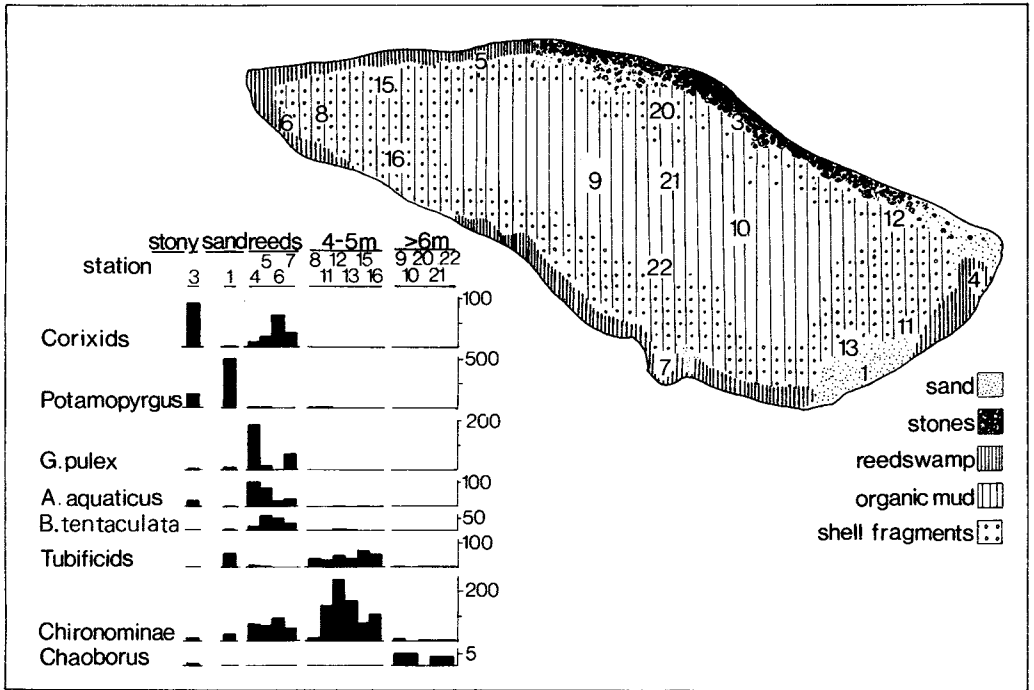 5
15
20
8
3
6
16
9
21
12
10
stony sand reeds 4-5m >6m
station
5 7 8 12 15 9 20 22
3 1 4 6 11 13 16 10 21
22
4
11
13
7
1
Corixids 100
Potamopyrgus 500
G. pulex 200
A. aquaticus 100
B. tentaculata 50
Tubificids 100
Chironominae 200
Chaoborus 5
sand
stones
reedswamp
organic mud
shell fragments